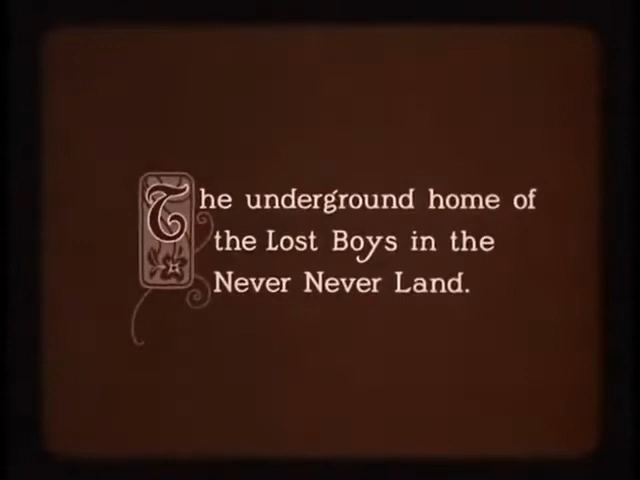 The underground home of
the Lost Boys in the
Never Never Land.